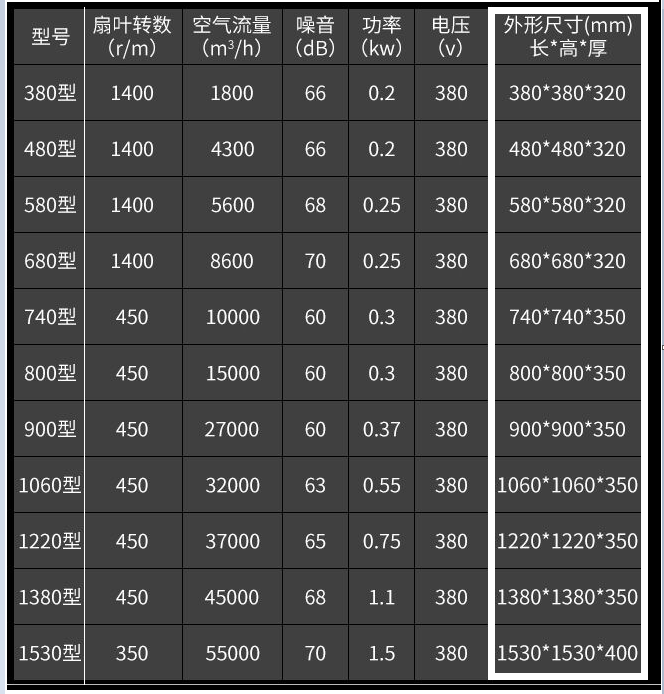 型号 扇叶转数(r/m) 空气流量(m³/h) 噪音(dB) 功率(kw) 电压(v) 外形尺寸(mm)长*高*厚
380型 1400 1800 66 0.2 380 380*380*320
480型 1400 4300 66 0.2 380 480*480*320
580型 1400 5600 68 0.25 380 580*580*320
680型 1400 8600 70 0.25 380 680*680*320
740型 450 10000 60 0.3 380 740*740*350
800型 450 15000 60 0.3 380 800*800*350
900型 450 27000 60 0.37 380 900*900*350
1060型 450 32000 63 0.55 380 1060*1060*350
1220型 450 37000 65 0.75 380 1220*1220*350
1380型 450 45000 68 1.1 380 1380*1380*350
1530型 350 55000 70 1.5 380 1530*1530*400